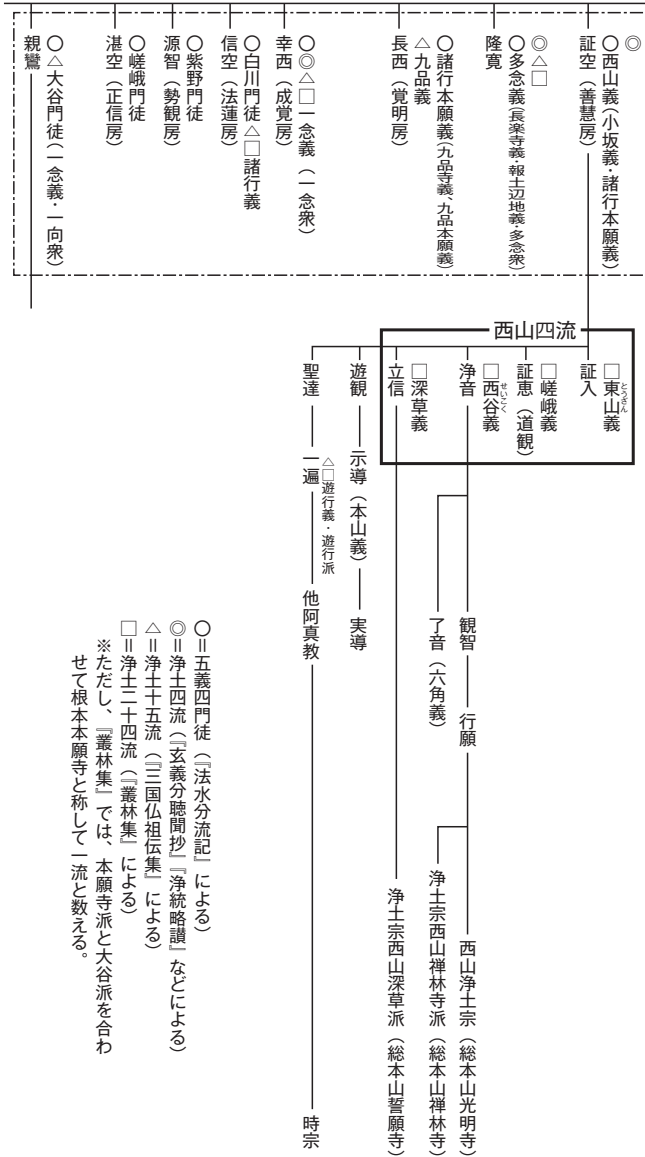 ◎
〇西山義(小坂義・諸行本願義)
証空(善慧房)
◎△□
〇多念義(長楽寺義・報土辺地義・多念衆)
隆寛
〇諸行本願義(九品寺義、九品本願義)
△九品義
長西(覚明房)
〇◎△□一念義(一念衆)
幸西(成覚房)
〇白川門徒△□諸行義
信空(法蓮房)
〇紫野門徒
源智(勢観房)
〇嵯峨門徒
湛空(正信房)
〇△大谷門徒(一念義・一向衆)
親鸞
西山四流
□東山義
とうざん
証入
□嵯峨義
証恵(道観)
□西谷義
せいこく
浄音
□深草義
立信
遊観
聖達
観智
行願
西山浄土宗(総本山光明寺)
浄土宗西山禅林寺派(総本山禅林寺)
了音(六角義)
浄土宗西山深草派(総本山誓願寺)
示導(本山義)
実導
△□遊行義・遊行派
一遍
他阿真教
時宗
〇=五義四門徒(『法水分流記』による)
◎=浄土四流(『玄義分聴聞抄』『浄統略讃』などによる)
△=浄土十五流(『三国仏祖伝集』による)
□=浄土二十四流(『叢林集』による)
※ただし、『叢林集』では、本願寺派と大谷派を合わ
せて根本本願寺と称して一流と数える。